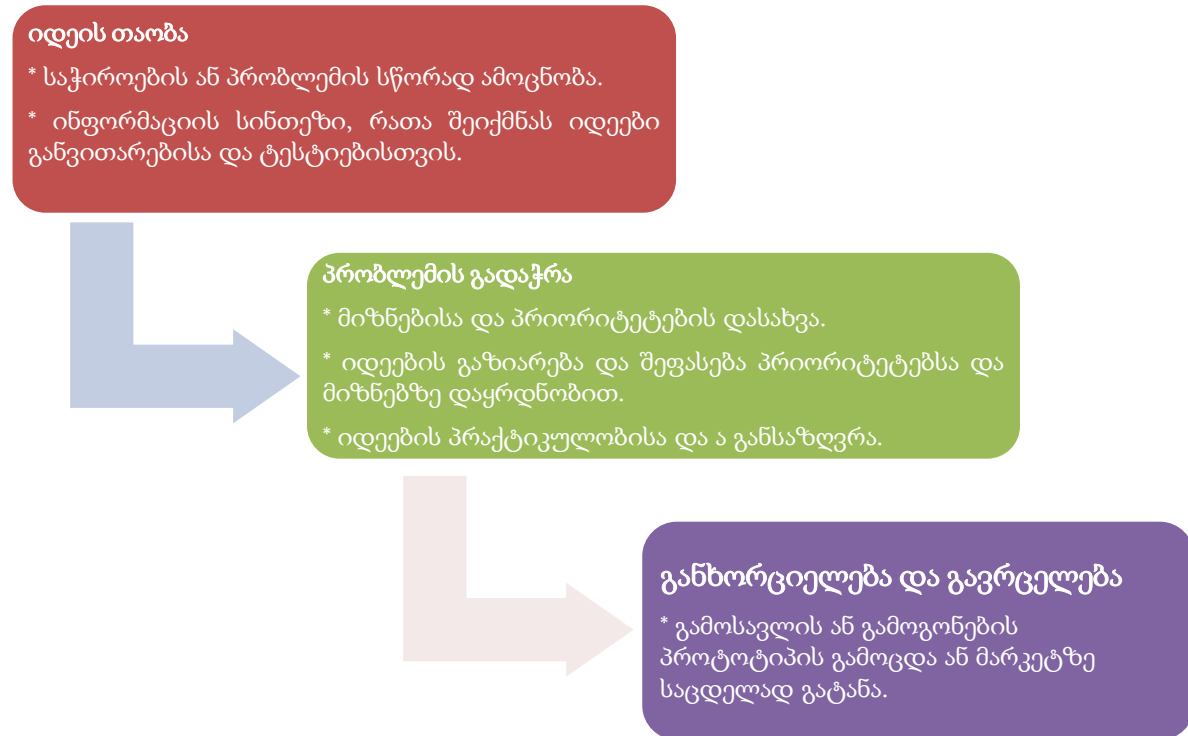 იდეის თაობა
* საჭიროების ან პრობლემის სწორად ამოცნობა.
* ინფორმაციის სინთეზი, რათა შეიქმნას იდეები
განვითარებისა და ტესტიებისთვის.
პრობლემის გადაჭრა
* მიზნებისა და პრიორიტეტების დასახვა.
* იდეების გაზიარება და შეფასება პრიორიტეტებსა და
მიზნებზე დაყრდნობით.
* იდეების პრაქტიკულობისა და ა განსაზღვრა.
განხორციელება და გავრცელება
* გამოსავლის ან გამოგონების
პროტოტიპის გამოცდა ან მარკეტზე
საცდელად გატანა.